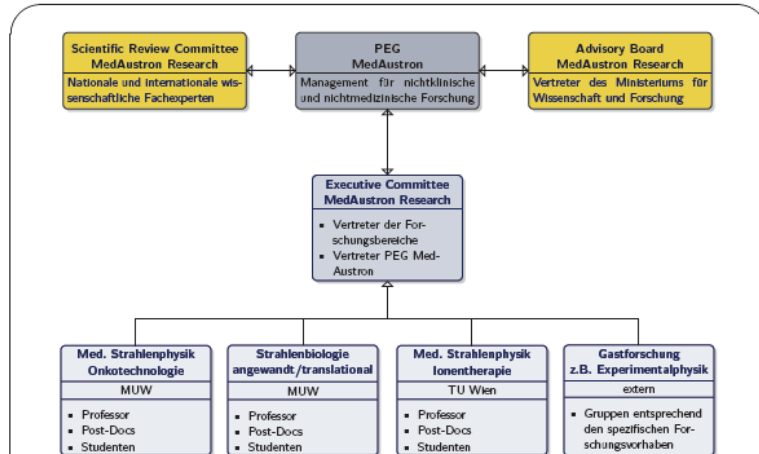 Scientific Review Committee
MedAustron Research
Nationale und internationale wis-
senschaftliche Fachexperten
PEG
MedAustron
Management für nichtklinische
und nichtmedizinische Forschung
Advisory Board
MedAustron Research
Vertreter des Ministeriums für
Wissenschaft und Forschung
Executive Committee
MedAustron Research
▪ Vertreter der For-
schungsbereiche
▪ Vertreter PEG Med-
Austron
Med. Strahlenphysik
Onkotechnologie
MUW
▪ Professor
▪ Post-Docs
▪ Studenten
Strahlenbiologie
angewandt/translational
MUW
▪ Professor
▪ Post-Docs
▪ Studenten
Med. Strahlenphysik
Ionentherapie
TU Wien
▪ Professor
▪ Post-Docs
▪ Studenten
Gastforschung
z.B. Experimentalphysik
extern
▪ Gruppen entsprechend
den spezifischen For-
schungsvorhaben